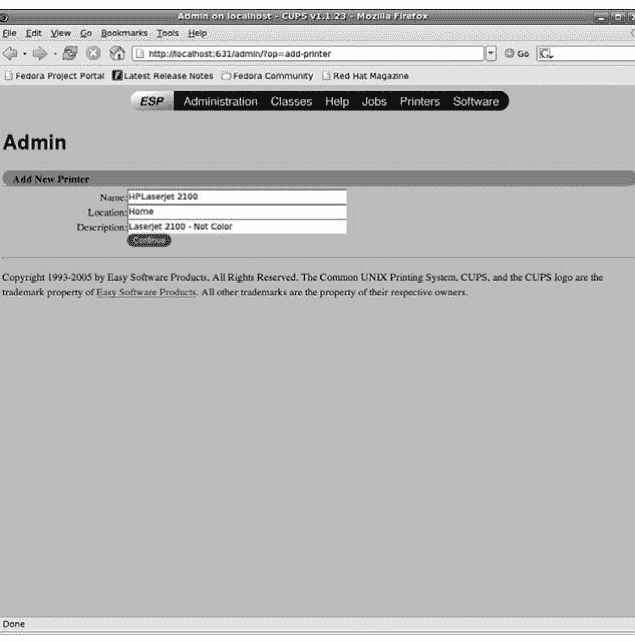 Admin on localhost - CUPS v1.1.23 - Mozilla Firefox
File Edit View Go Bookmarks Tools Help
http://localhost:631/admin/?op=add-printer Go
Fedora Project Portal Latest Release Notes Fedora Community Red Hat Magazine
ESP Administration Classes Help Jobs Printers Software
Admin
Add New Printer
Name: HPLaserjet 2100
Location: Home
Description: Laserjet 2100 - Not Color
Continue
Copyright 1993-2005 by Easy Software Products, All Rights Reserved. The Common UNIX Printing System, CUPS, and the CUPS logo are the
trademark property of Easy Software Products. All other trademarks are the property of their respective owners.
Done